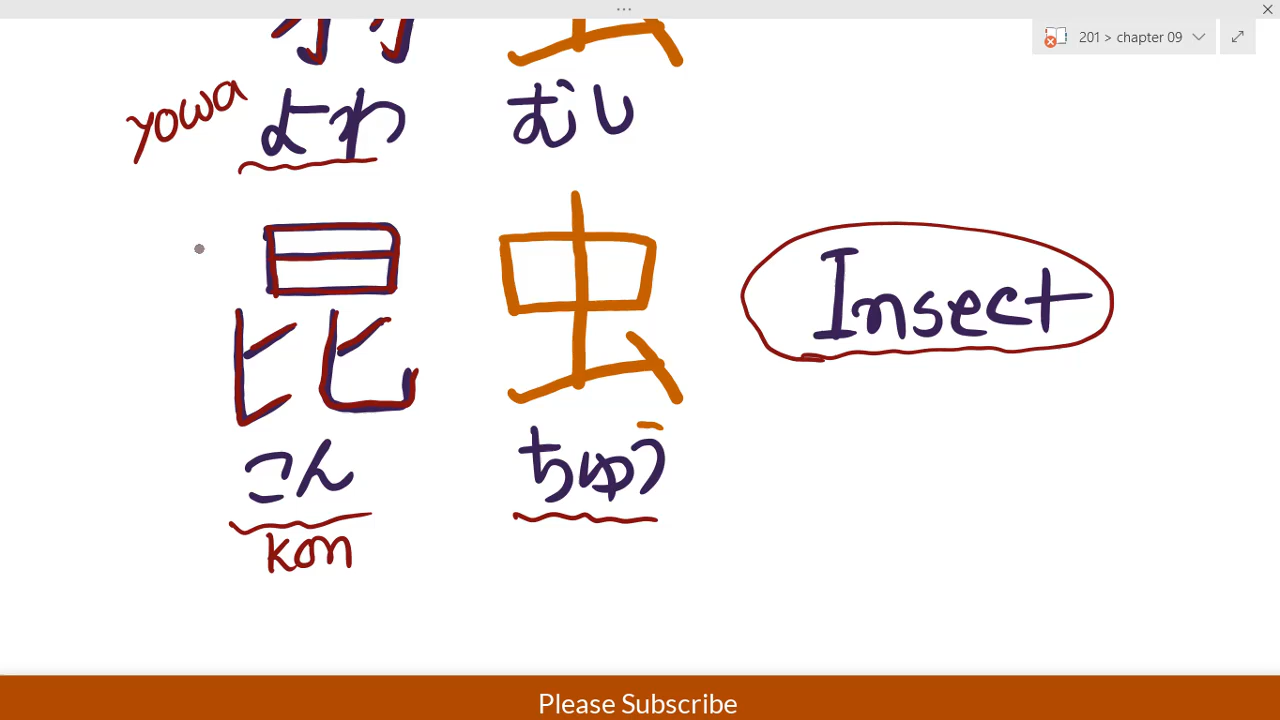 201 > chapter 09
yowa よわ むし
昆 虫 Insect
こん ちゅう
kon
Please Subscribe